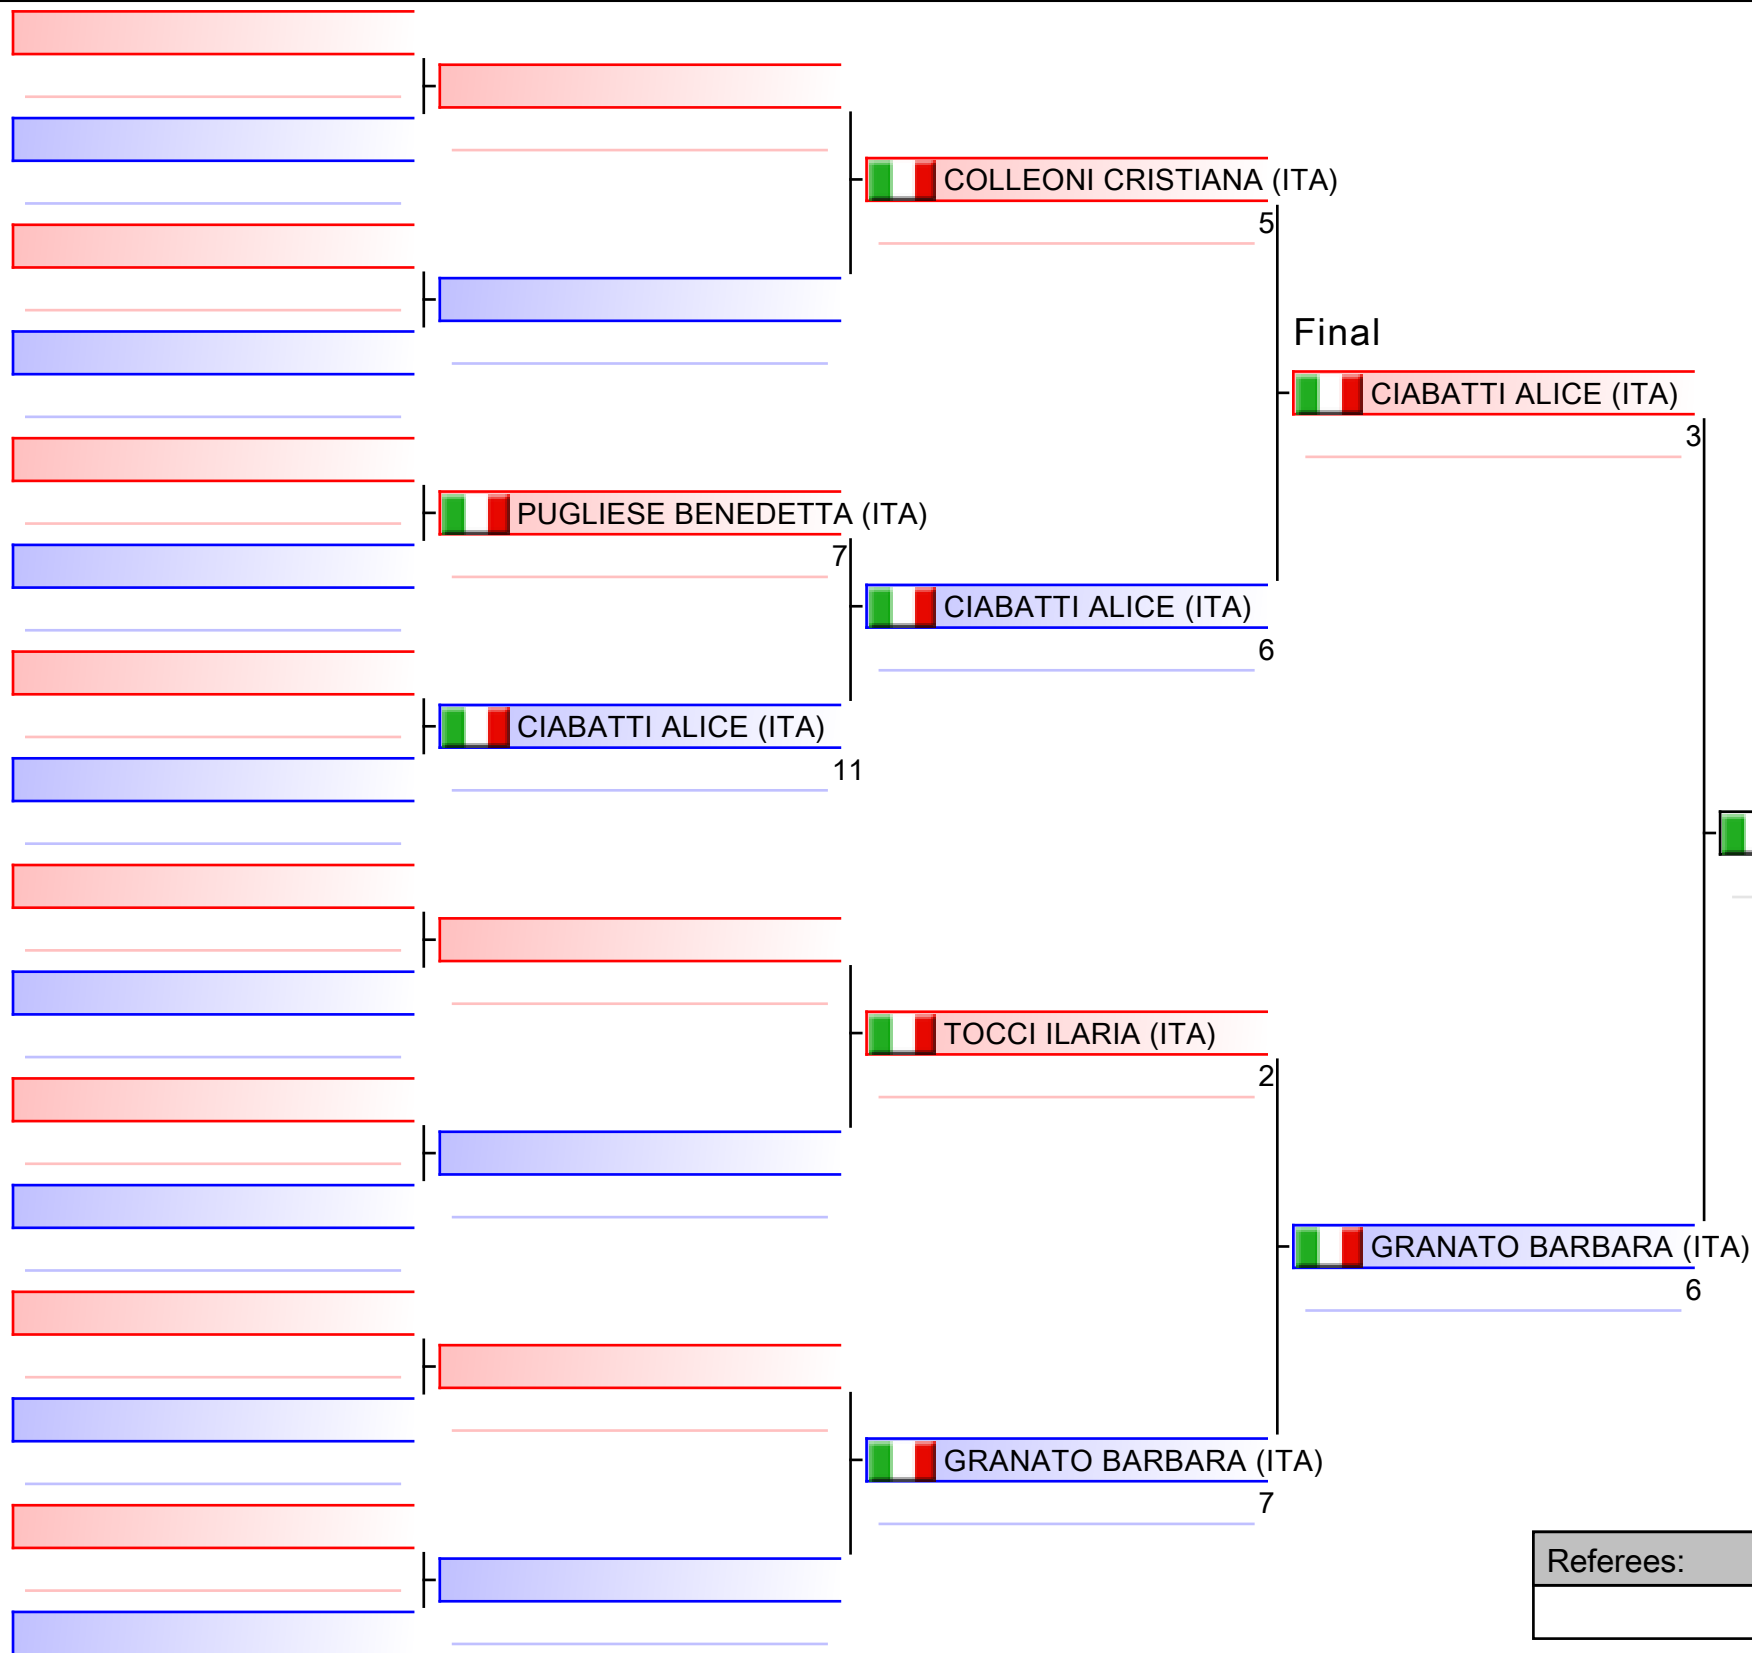 COLLEONI CRISTIANA (ITA)
5
Final
CIABATTI ALICE (ITA)
3
PUGLIESE BENEDETTA (ITA)
7
CIABATTI ALICE (ITA)
6
CIABATTI ALICE (ITA)
11
TOCCI ILARIA (ITA)
2
GRANATO BARBARA (ITA)
6
GRANATO BARBARA (ITA)
7
Referees: